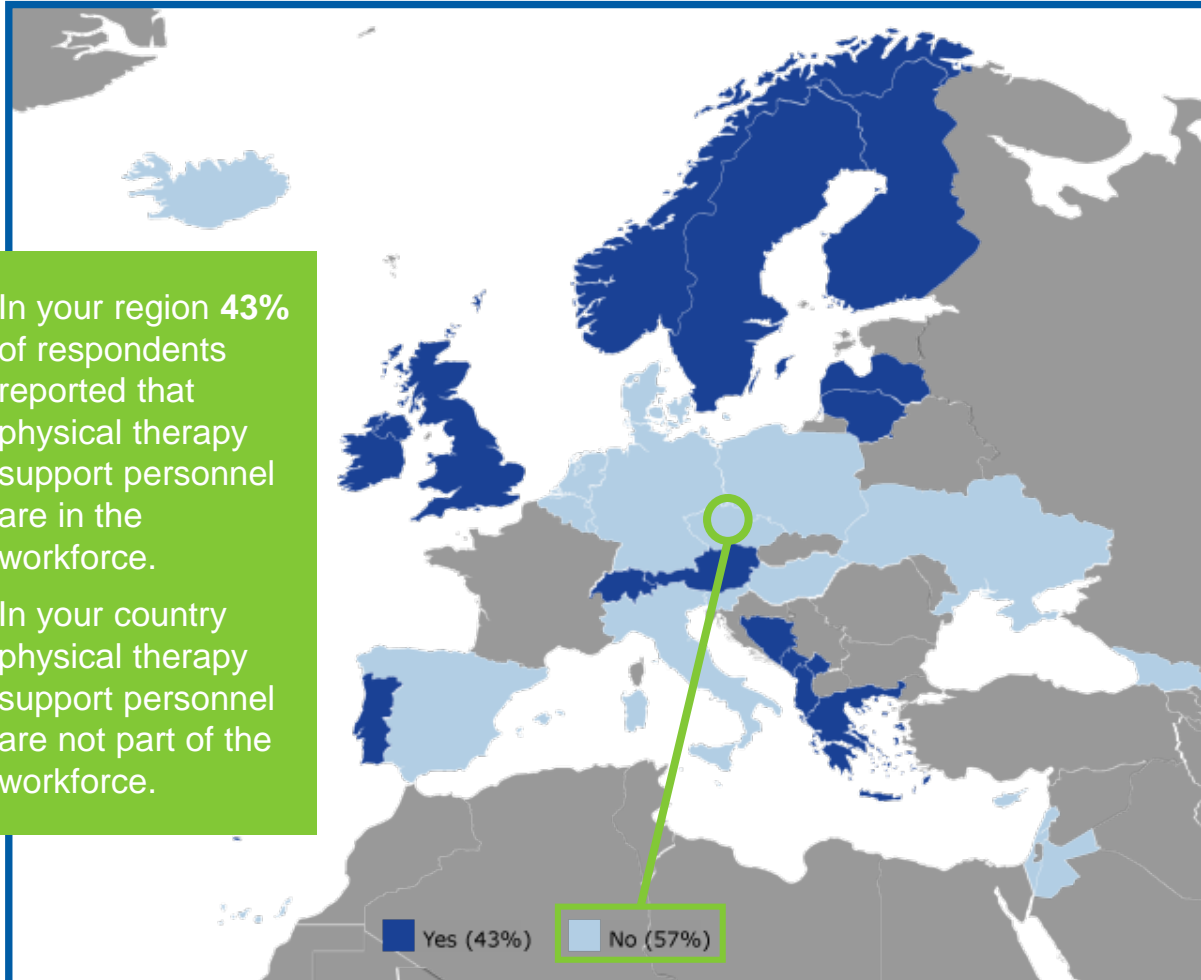 In your region 43%
of respondents
reported that
physical therapy
support personnel
are in the
workforce.
In your country
physical therapy
support personnel
are not part of the
workforce.
Yes (43%)
No (57%)